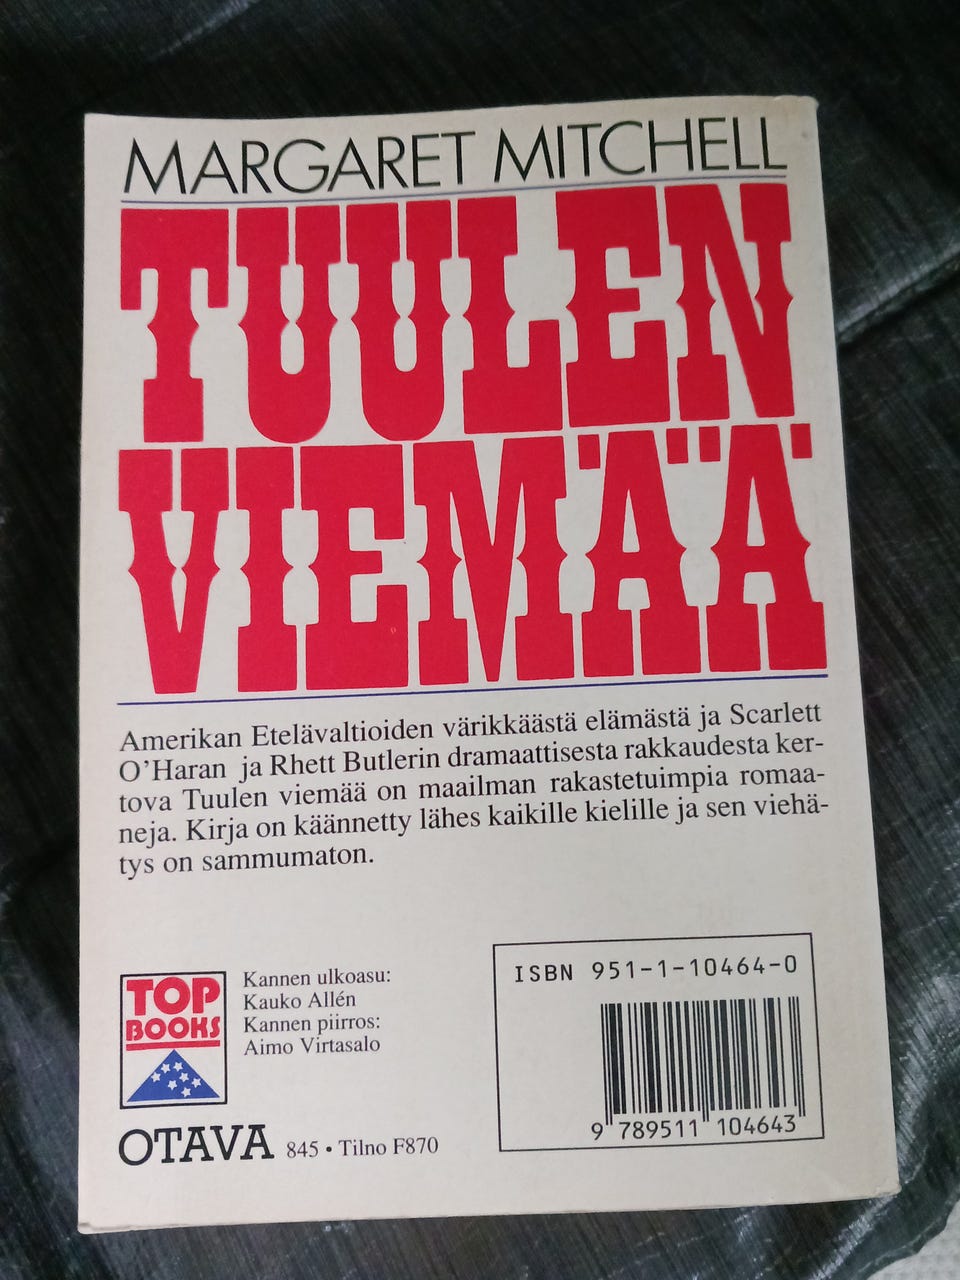 MARGARET MITCHELL
TUULEN
VIEMÄÄ
Amerikan Etelävaltioiden värikkäästä elämästä ja Scarlett
O'Haran ja Rhett Butlerin dramaattisesta rakkaudesta ker-
tova Tuulen viemää on maailman rakastetuimpia romaa-
neja. Kirja on käännetty lähes kaikille kielille ja sen viehä-
tys on sammumaton.
TOP
BOOKS
Kannen ulkoasu:
Kauko Allén
Kannen piirros:
Aimo Virtasalo
OTAVA 845 • Tilno F870
ISBN 951-1-10464-0
9 789511 104643